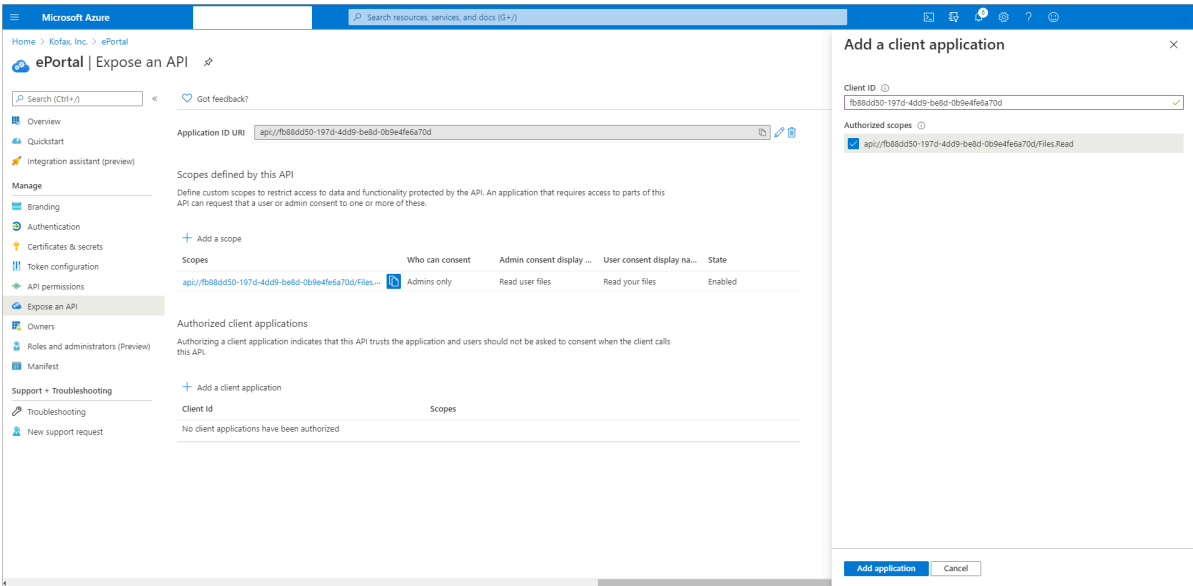 Microsoft Azure
Search resources, services, and docs (G+/)
6
Home > Kofax, Inc. > ePortal
ePortal | Expose an API
Search (Ctrl+/)
«
Overview
Quickstart
Integration assistant (preview)
Manage
Branding
Authentication
Certificates & secrets
Token configuration
API permissions
Expose an API
Owners
Roles and administrators (Preview)
Manifest
Support + Troubleshooting
Troubleshooting
New support request
Got feedback?
Application ID URI api://fb88dd50-197d-4dd9-be8d-0b9e4fe6a70d
Scopes defined by this API
Define custom scopes to restrict access to data and functionality protected by the API. An application that requires access to parts of this
API can request that a user or admin consent to one or more of these.
Add a scope
Scopes Who can consent Admin consent display ... User consent display na... State
api://fb88dd50-197d-4dd9-be8d-0b9e4fe6a70d/Files.... Admins only Read user files Read your files Enabled
Authorized client applications
Authorizing a client application indicates that this API trusts the application and users should not be asked to consent when the client calls
this API.
Add a client application
Client Id Scopes
No client applications have been authorized
Add a client application
Client ID
fb88dd50-197d-4dd9-be8d-0b9e4fe6a70d
Authorized scopes
api://fb88dd50-197d-4dd9-be8d-0b9e4fe6a70d/Files.Read
Add application Cancel